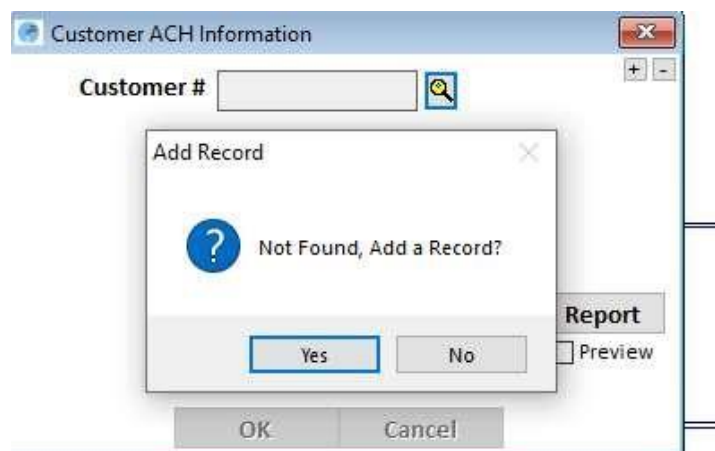 Customer ACH Information
+ -
Customer #
Add Record
Not Found, Add a Record?
Report
Yes No
Preview
OK Cancel